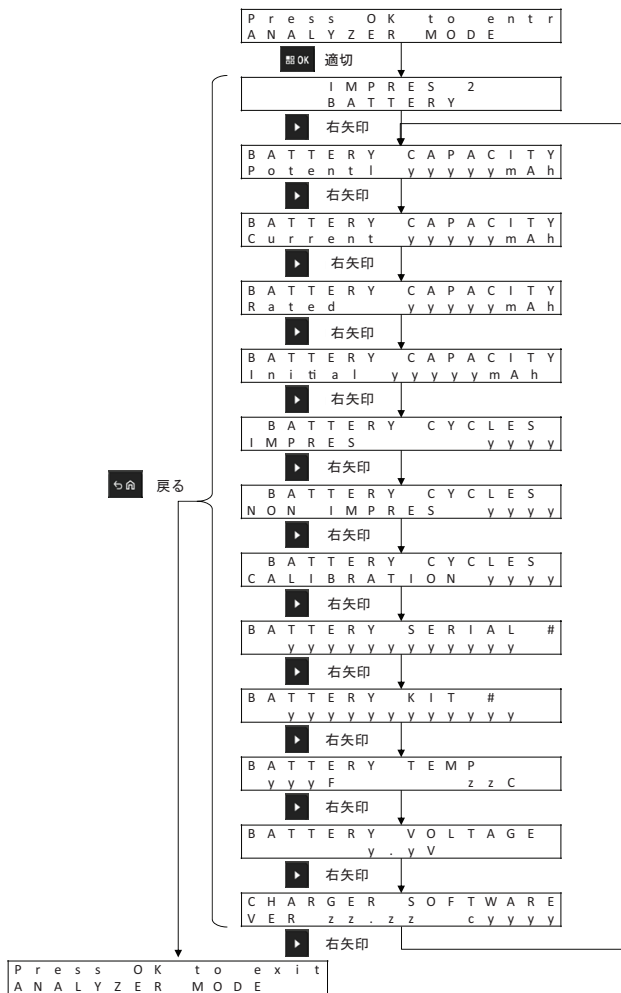 Press OK to entr
ANALYZER MODE
OK 適切
IMPRES 2
BATTERY
右矢印
BATTERY CAPACITY
Potentl yyyyymAh
右矢印
BATTERY CAPACITY
Current yyyyymAh
右矢印
BATTERY CAPACITY
Rated yyyyymAh
右矢印
BATTERY CAPACITY
Initial yyyyymAh
右矢印
BATTERY CYCLES
IMPRES yyyy
戻る
右矢印
BATTERY CYCLES
NON IMPRES yyyy
右矢印
BATTERY CYCLES
CALIBRATION yyyy
右矢印
BATTERY SERIAL #
yyyyyyyyyyyy
右矢印
BATTERY KIT #
yyyyyyyyyyyy
右矢印
BATTERY TEMP
yyyF zzC
右矢印
BATTERY VOLTAGE
y.yV
右矢印
CHARGER SOFTWARE
VER zz.zz cyyyy
右矢印
Press OK to exit
ANALYZER MODE